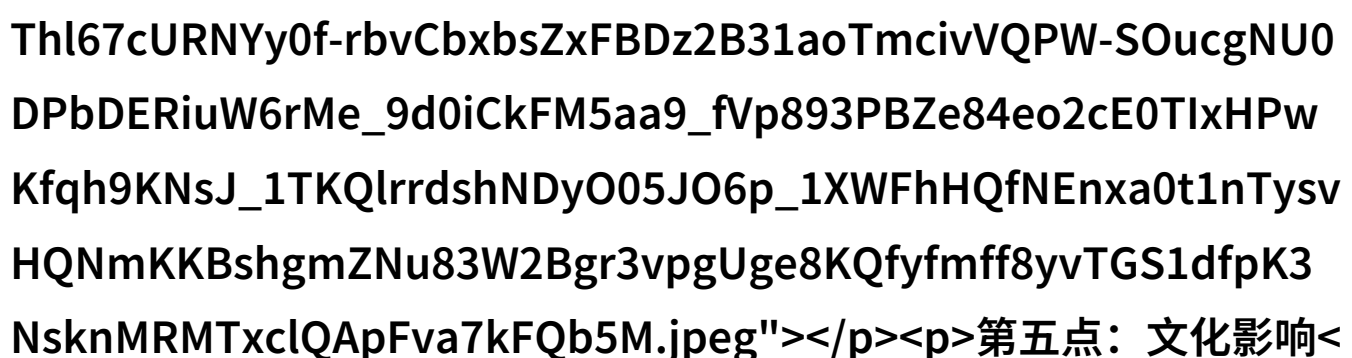 Thl67cURNYy0f-rbvCbxbsZxFBDz2B31aoTmcivVQPW-SOucgNU0
DPbDERiuW6rMe_9d0iCkFM5aa9_fVp893PBZe84eo2cE0TIxHPw
Kfqh9KNsJ_1TKQlrrdshNDyO05JO6p_1XWFhHQfNEnxa0t1nTysv
HQNmKKBshgmZNu83W2Bgr3vpgUge8KQfyfmff8yvTGS1dfpK3
NsknMRMTxclQApFva7kFQb5M.jpeg"></p><p>第五点：文化影响<